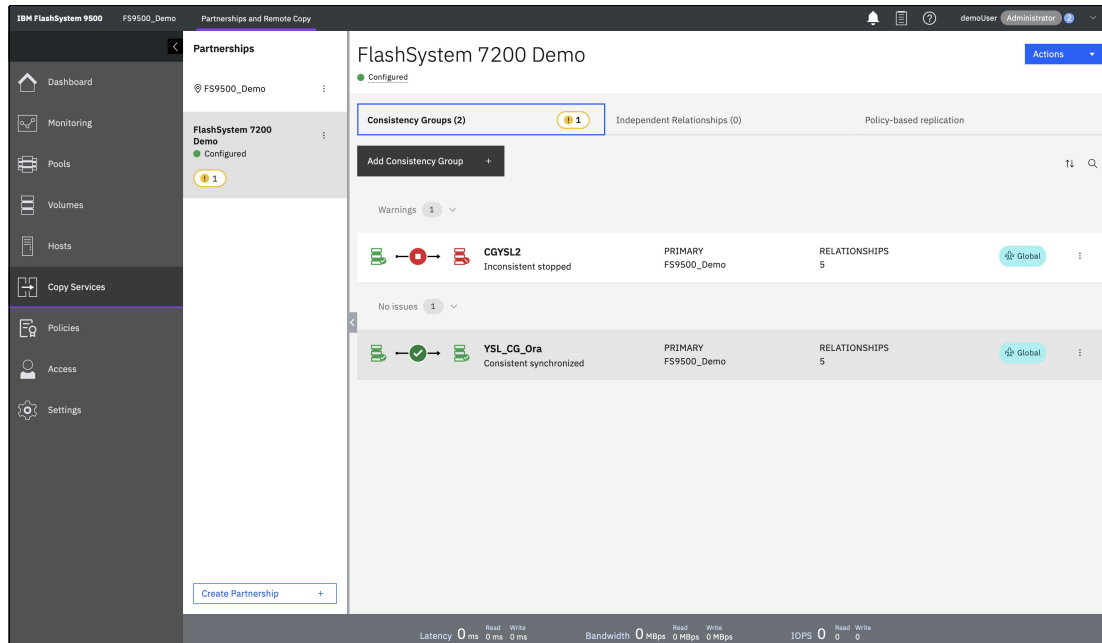 IBM FlashSystem 9500 FS9500_Demo Partnerships and Remote Copy demoUser Administrator 2
Dashboard
Monitoring
Pools
Volumes
Hosts
Copy Services
Policies
Access
Settings
Partnerships
FS9500_Demo
FlashSystem 7200
Demo
Configured
1
Create Partnership +
FlashSystem 7200 Demo
Configured
Actions
Consistency Groups (2) 1 Independent Relationships (0) Policy-based replication
Add Consistency Group +
Warnings 1
CGYSL2 PRIMARY RELATIONSHIPS
Inconsistent stopped FS9500_Demo 5 Global
No issues 1
YSL_CG_Ora PRIMARY RELATIONSHIPS
Consistent synchronized FS9500_Demo 5 Global
Latency 0 ms Read 0 ms Write 0 ms Bandwidth 0 MBps Read 0 MBps Write 0 MBps IOPS 0 Read 0 Write 0